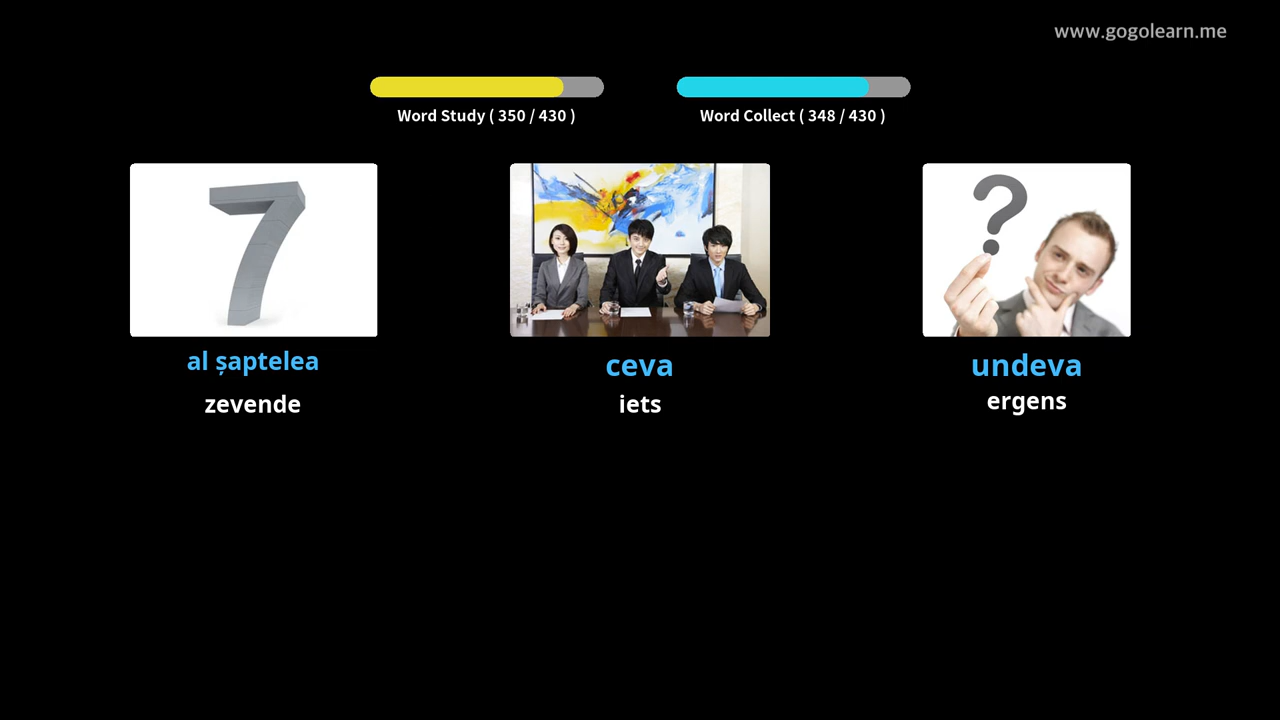 www.gogolearn.me
Word Study ( 350 / 430 )
Word Collect ( 348 / 430 )
al șaptelea
zevende
ceva
iets
undeva
ergens